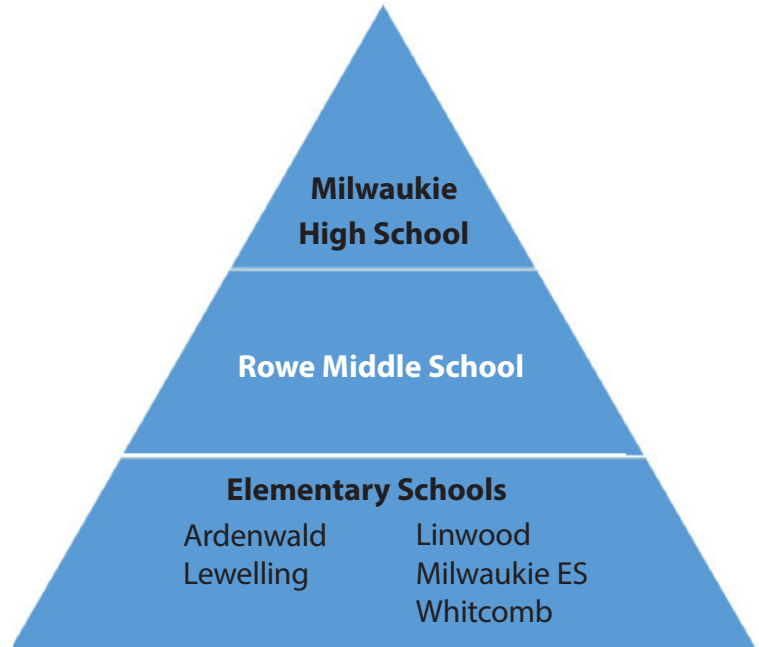 Milwaukie
High School
Rowe Middle School
Elementary Schools
Ardenwald
Lewelling
Linwood
Milwaukie ES
Whitcomb